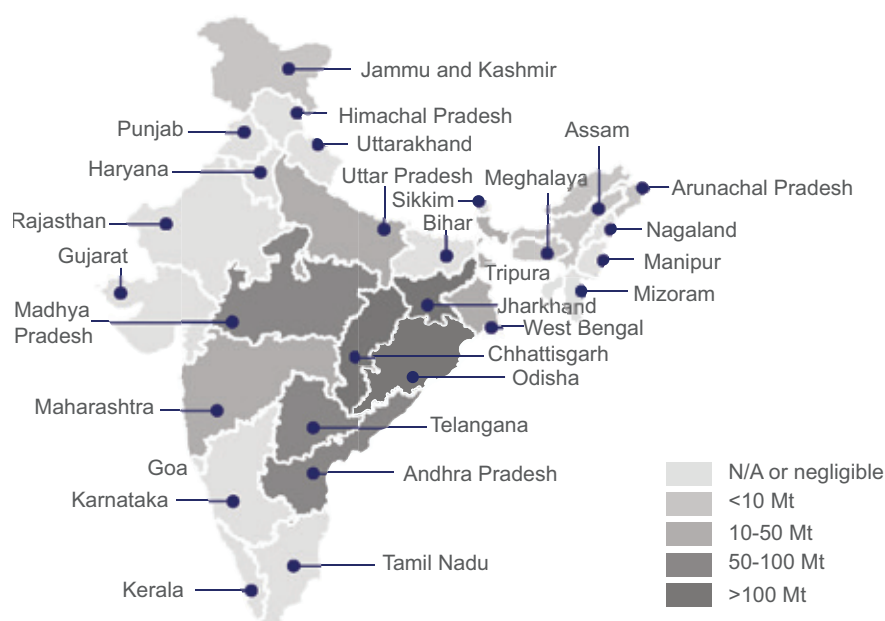 Jammu and Kashmir
Himachal Pradesh
Punjab
Assam
Uttarakhand
Haryana
Uttar Pradesh
Meghalaya
Arunachal Pradesh
Sikkim
Rajasthan
Bihar
Nagaland
Gujarat
Manipur
Tripura
Mizoram
Madhya
Pradesh
Jharkhand
West Bengal
Chhattisgarh
Odisha
Maharashtra
Telangana
Goa
Andhra Pradesh
Karnataka
Tamil Nadu
Kerala
N/A or negligible
<10 Mt
10-50 Mt
50-100 Mt
>100 Mt